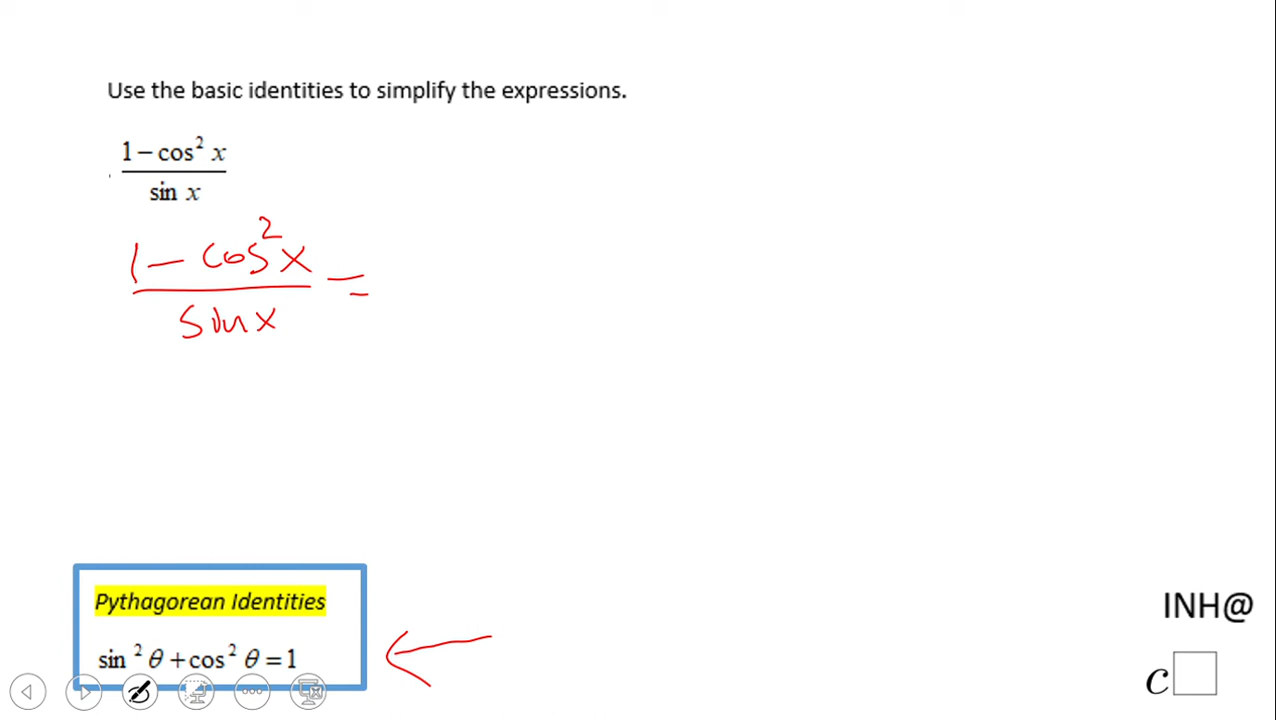 Use the basic identities to simplify the expressions.
1 − cos² x
sin x
1 − cos² x =
sin x
Pythagorean Identities
sin² θ + cos² θ = 1
INH@
c